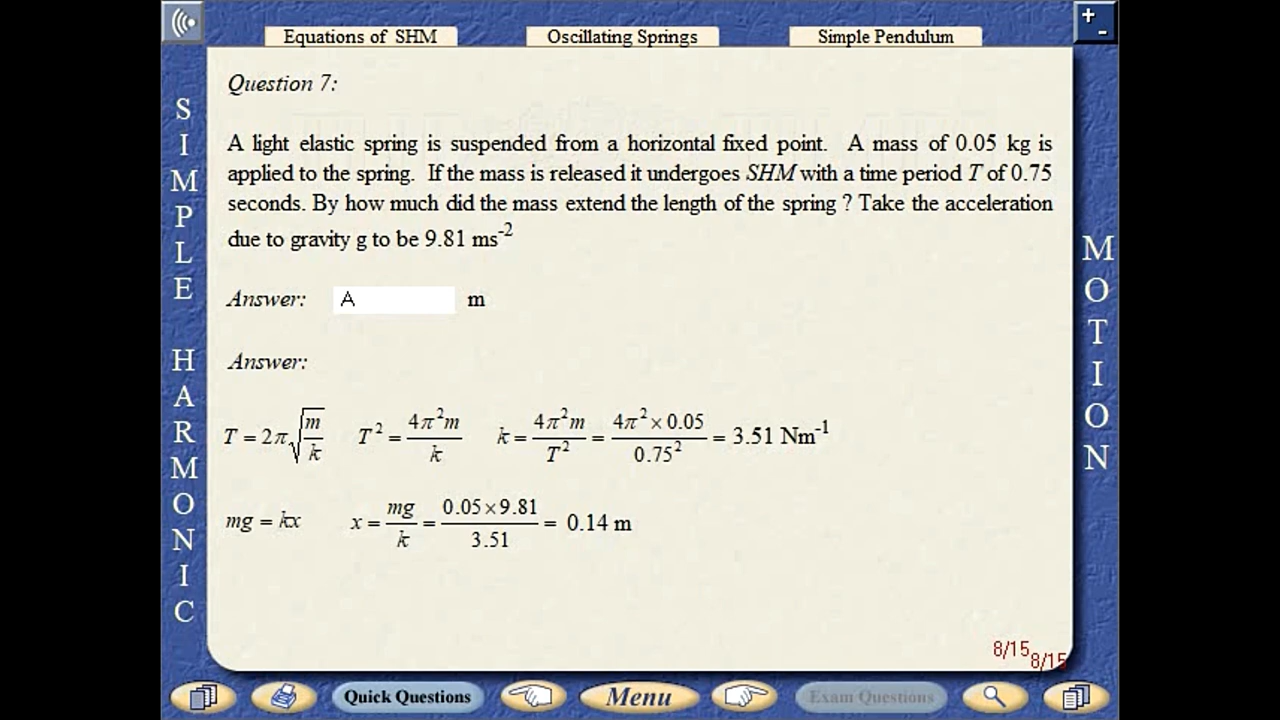 Equations of SHM
Oscillating Springs
Simple Pendulum
+
-
SIMPLE HARMONIC
MOTION
Question 7:
A light elastic spring is suspended from a horizontal fixed point. A mass of 0.05 kg is
applied to the spring. If the mass is released it undergoes SHM with a time period T of 0.75
seconds. By how much did the mass extend the length of the spring ? Take the acceleration
due to gravity g to be 9.81 ms⁻²
Answer: A m
Answer:
T = 2π√(m/k) T² = 4π²m/k k = 4π²m/T² = 4π²×0.05/0.75² = 3.51 Nm⁻¹
mg = kx x = mg/k = 0.05×9.81/3.51 = 0.14 m
8/15
8/15
Quick Questions
Menu
Exam Questions